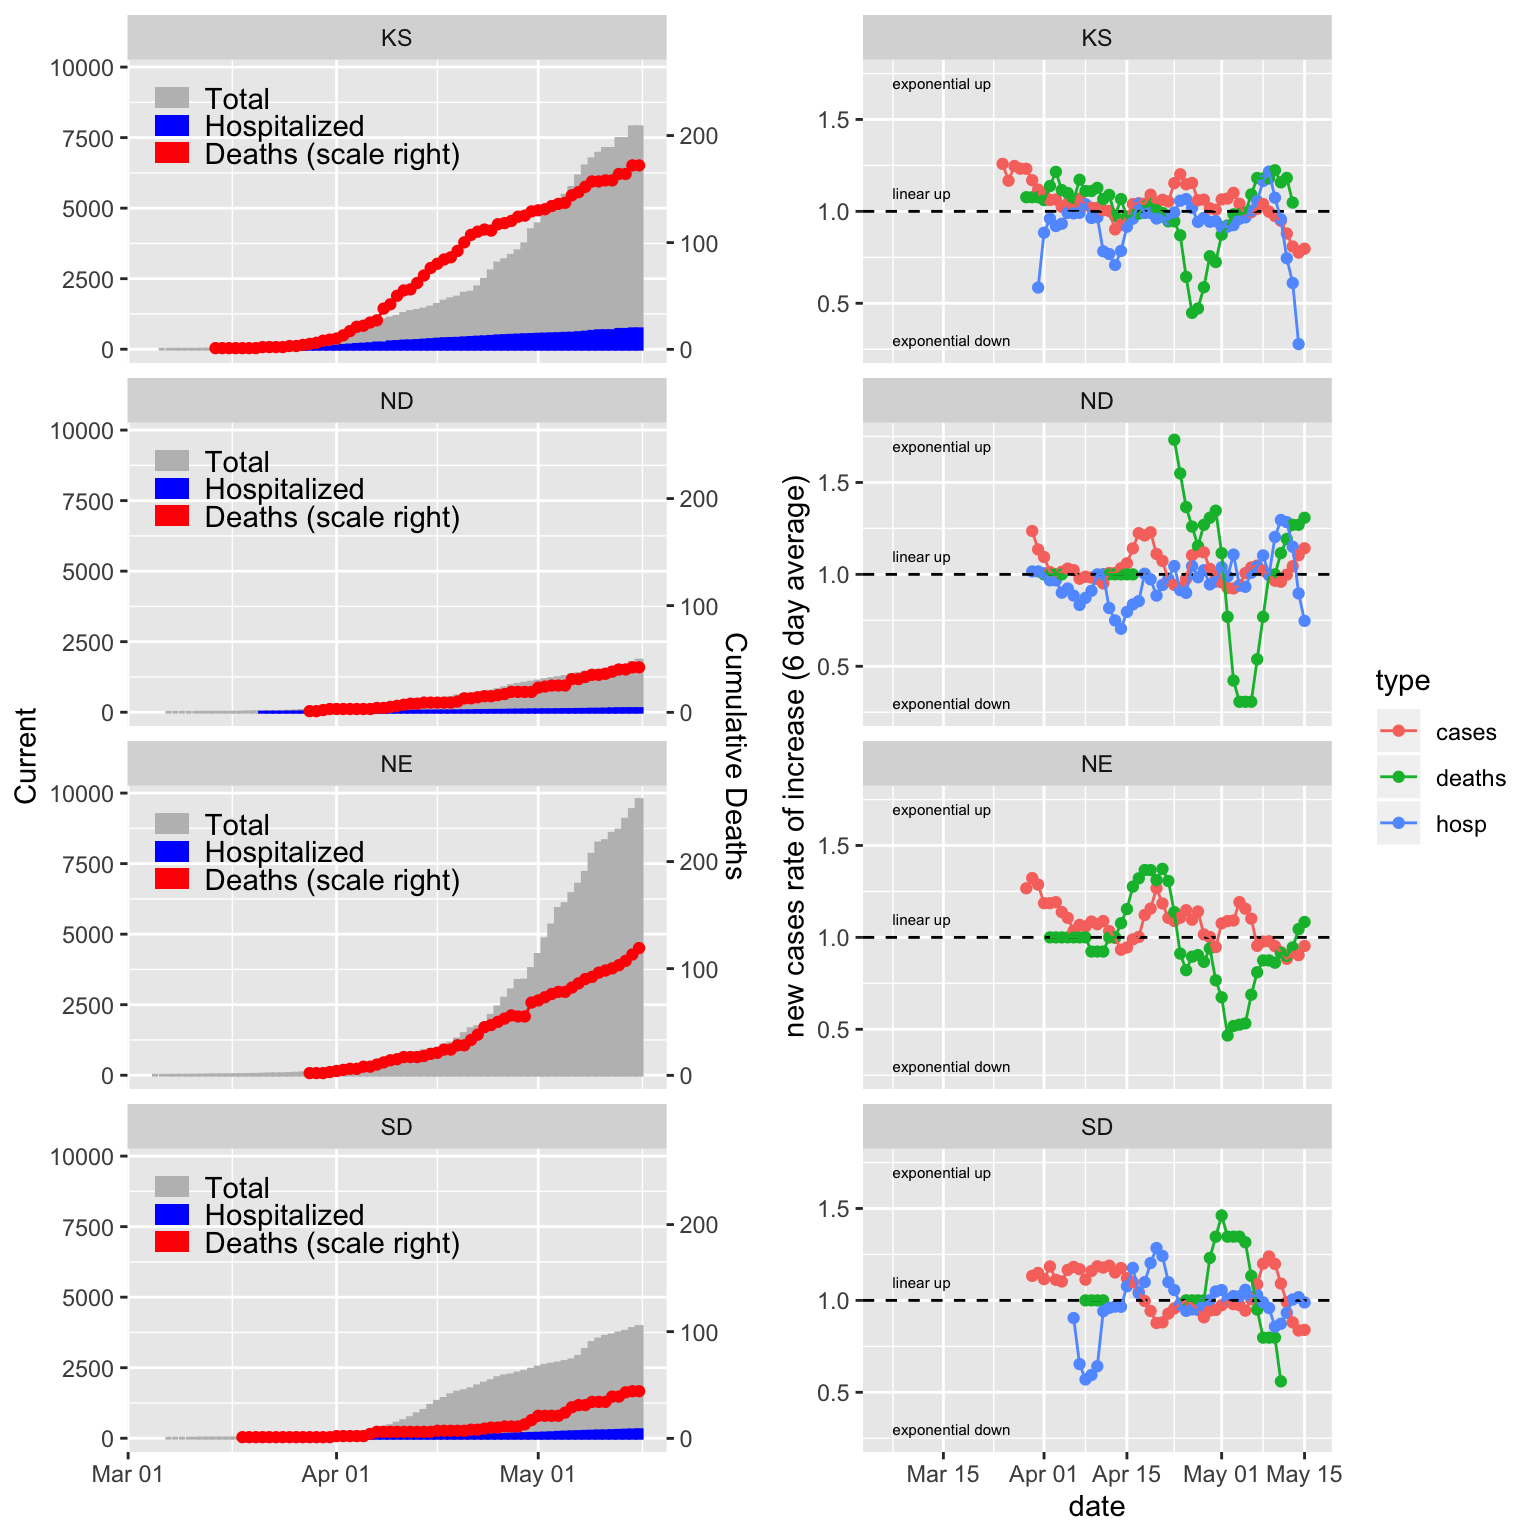 KS
10000
7500
5000
2500
0
200
100
0
Total
Hospitalized
Deaths (scale right)
ND
10000
7500
5000
2500
0
200
100
0
Total
Hospitalized
Deaths (scale right)
NE
10000
7500
5000
2500
0
200
100
0
Total
Hospitalized
Deaths (scale right)
SD
10000
7500
5000
2500
0
200
100
0
Total
Hospitalized
Deaths (scale right)
Mar 01
Apr 01
May 01
Current
Cumulative Deaths
KS
1.5
1.0
0.5
exponential up
linear up
exponential down
ND
1.5
1.0
0.5
exponential up
linear up
exponential down
NE
1.5
1.0
0.5
exponential up
linear up
exponential down
SD
1.5
1.0
0.5
exponential up
linear up
exponential down
Mar 15
Apr 01
Apr 15
May 01
May 15
date
new cases rate of increase (6 day average)
type
cases
deaths
hosp